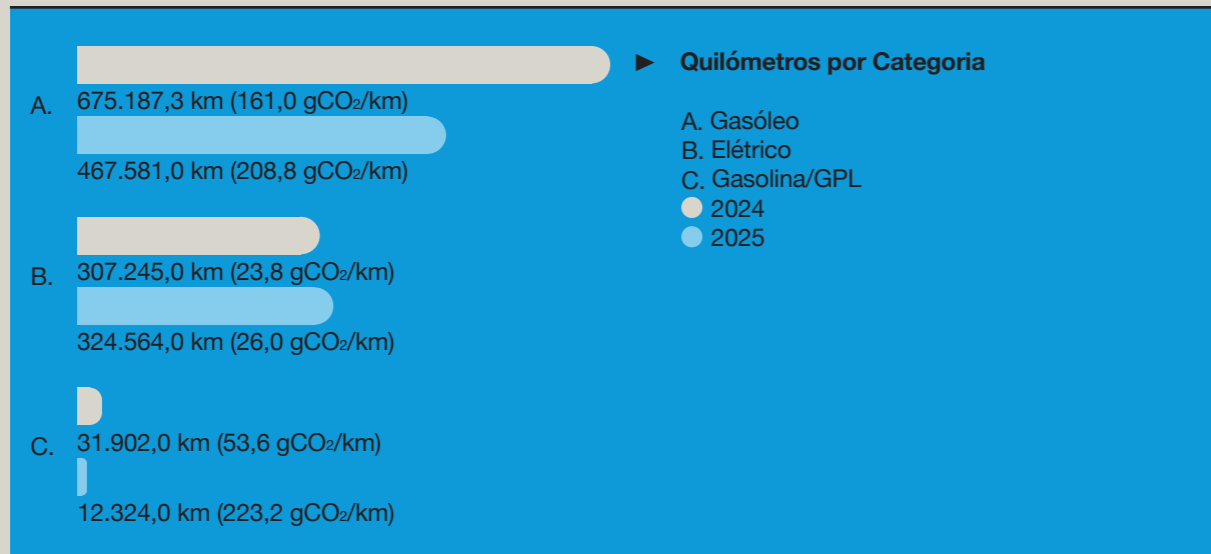 A.
675.187,3 km (161,0 gCO₂/km)
467.581,0 km (208,8 gCO₂/km)
B.
307.245,0 km (23,8 gCO₂/km)
324.564,0 km (26,0 gCO₂/km)
C.
31.902,0 km (53,6 gCO₂/km)
12.324,0 km (223,2 gCO₂/km)
► Quilómetros por Categoria
A. Gasóleo
B. Elétrico
C. Gasolina/GPL
2024
2025